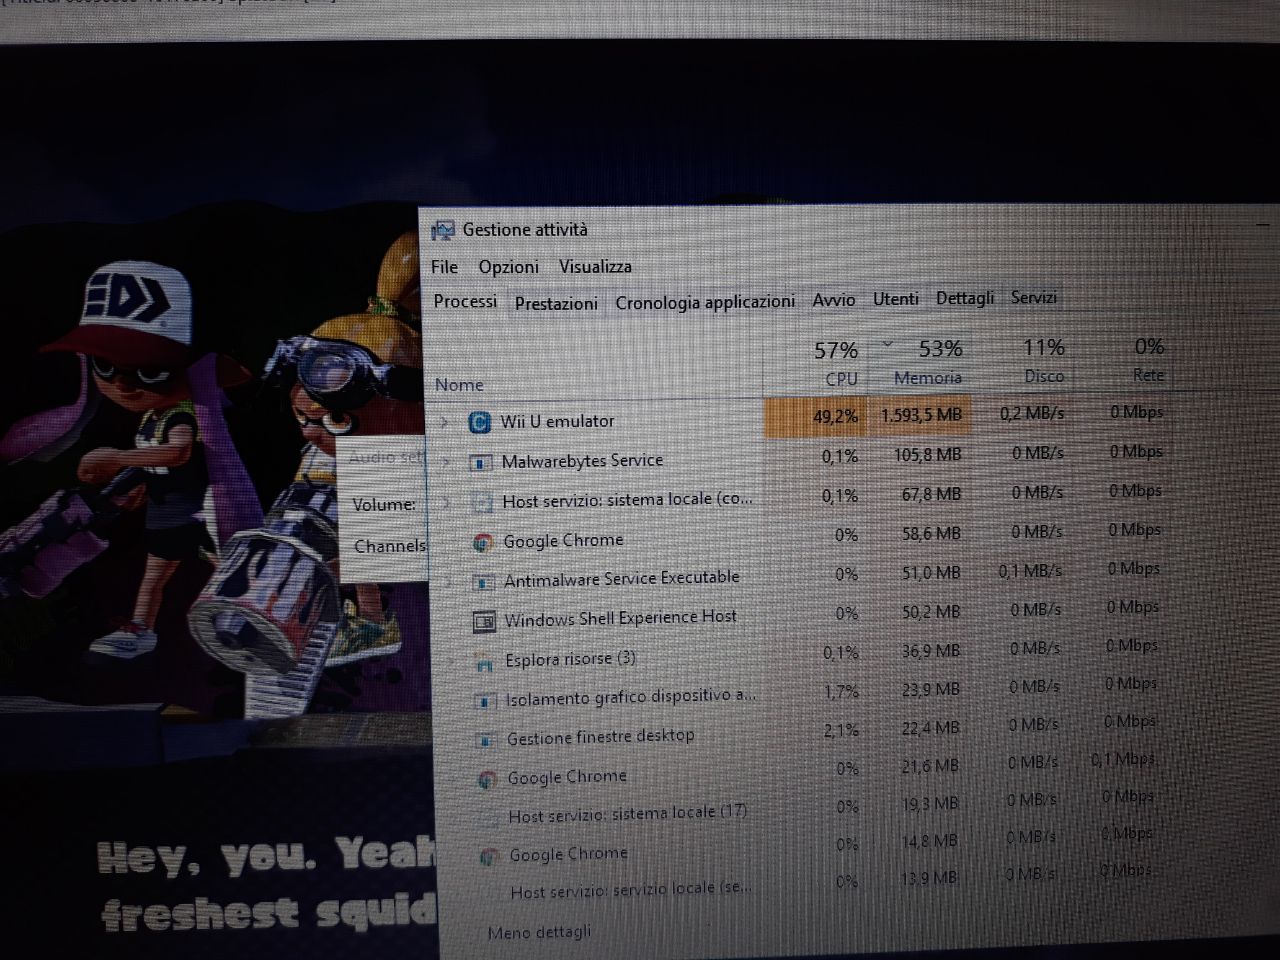 Gestione attività
File Opzioni Visualizza
Processi Prestazioni Cronologia applicazioni Avvio Utenti Dettagli Servizi
57% 53% 11% 0%
Nome CPU Memoria Disco Rete
Wii U emulator 49,2% 1.593,5 MB 0,2 MB/s 0 Mbps
Malwarebytes Service 0,1% 105,8 MB 0 MB/s 0 Mbps
Host servizio: sistema locale (co... 0,1% 67,8 MB 0 MB/s 0 Mbps
Google Chrome 0% 58,6 MB 0 MB/s 0 Mbps
Antimalware Service Executable 0% 51,0 MB 0,1 MB/s 0 Mbps
Windows Shell Experience Host 0% 50,2 MB 0 MB/s 0 Mbps
Esplora risorse (3) 0,1% 36,9 MB 0 MB/s 0 Mbps
Isolamento grafico dispositivo a... 1,7% 23,9 MB 0 MB/s 0 Mbps
Gestione finestre desktop 2,1% 22,4 MB 0 MB/s 0 Mbps
Google Chrome 0% 21,6 MB 0 MB/s 0,1 Mbps
Host servizio: sistema locale (17) 0% 19,3 MB 0 MB/s 0 Mbps
Google Chrome 0% 14,8 MB 0 MB/s 0 Mbps
Host servizio: servizio locale (se... 0% 13,9 MB 0 MB/s 0 Mbps
Meno dettagli
Audio set
Volume:
Channels
Hey, you. Yeah
freshest squid